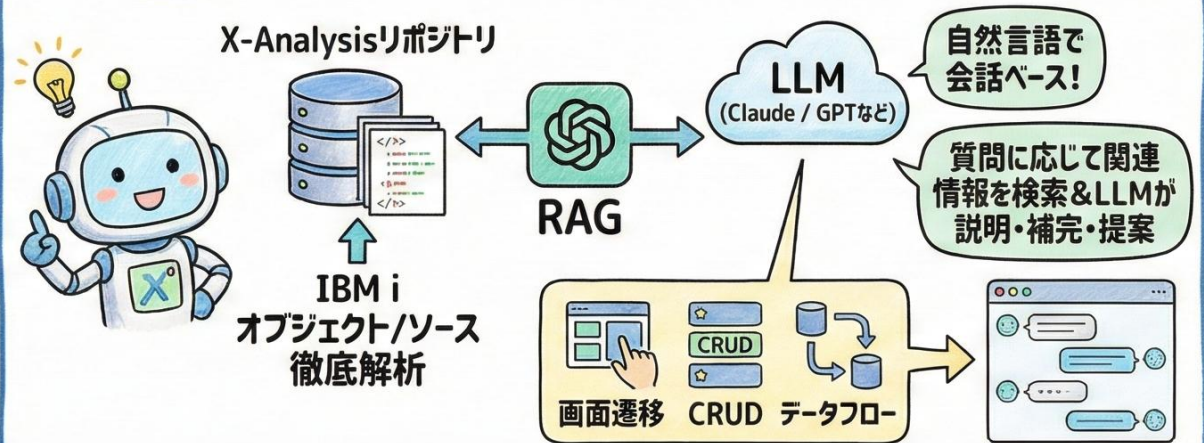 X-Analysisリポジトリ
</>>
</>>
IBM i
オブジェクト/ソース
徹底解析
X
RAG
LLM
(Claude / GPTなど)
自然言語で
会話ベース!
質問に応じて関連
情報を検索&LLMが
説明・補完・提案
CRUD
画面遷移 CRUD データフロー